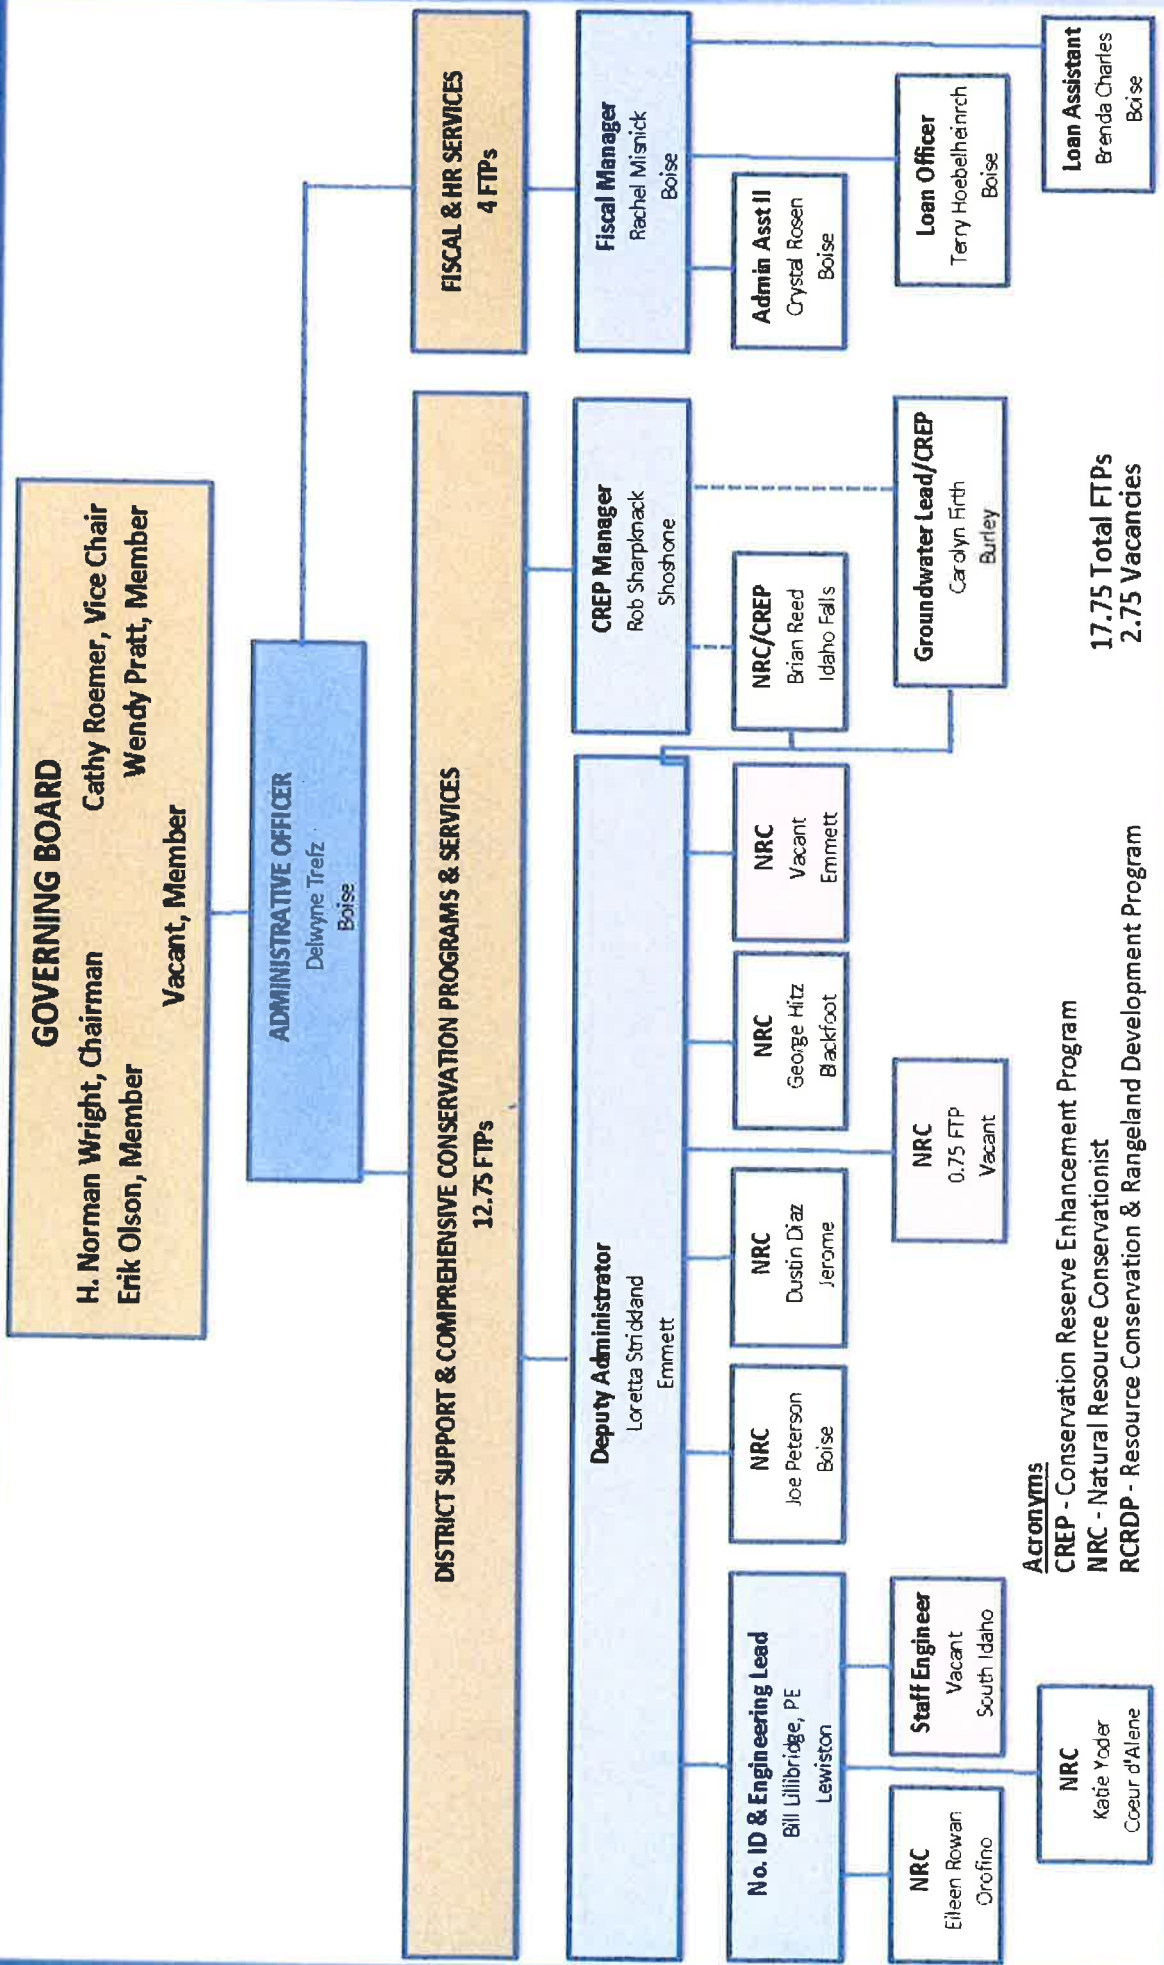 GOVERNING BOARD
H. Norman Wright, Chairman Cathy Roemer, Vice Chair
Erik Olson, Member Wendy Pratt, Member
Vacant, Member
ADMINISTRATIVE OFFICER
Delwyne Trefz
Boise
DISTRICT SUPPORT & COMPREHENSIVE CONSERVATION PROGRAMS & SERVICES
12.75 FTPs
FISCAL & HR SERVICES
4 FTPs
Deputy Administrator
Loretta Strickland
Emmett
CREP Manager
Rob Sharpknack
Shoshone
Fiscal Manager
Rachel Misnick
Boise
No. ID & Engineering Lead
Bill Lillibridge, PE
Lewiston
NRC
Joe Peterson
Boise
NRC
Dustin Diaz
Jerome
NRC
George Hitz
Blackfoot
NRC
Vacant
Emmett
NRC/CREP
Brian Reed
Idaho Falls
Admin Asst II
Crystal Rosen
Boise
NRC
Eileen Rowan
Orofino
Staff Engineer
Vacant
South Idaho
NRC
0.75 FTP
Vacant
Groundwater Lead/CREP
Carolyn Firth
Burley
Loan Officer
Terry Hoebelheinrch
Boise
NRC
Katie Yoder
Coeur d'Alene
Loan Assistant
Brenda Charles
Boise
Acronyms
CREP - Conservation Reserve Enhancement Program
NRC - Natural Resource Conservationist
RCRDP - Resource Conservation & Rangeland Development Program
17.75 Total FTPs
2.75 Vacancies